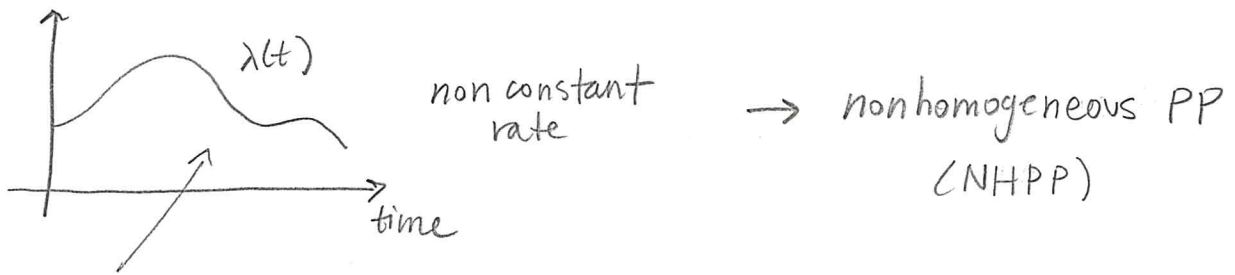 λ(t)
non constant
rate
→ nonhomogeneous PP
(NHPP)
time